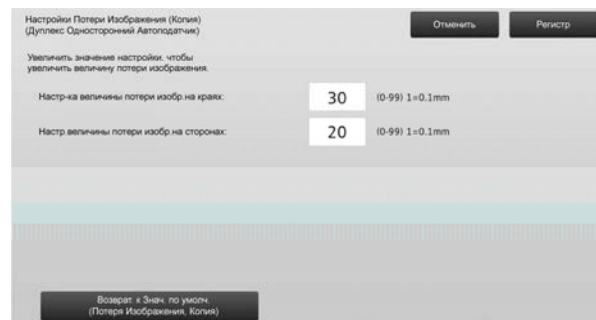 Настройки Потери Изображения (Копия)
(Дуплекс Односторонний Автоподатчик)
Отменить
Регистр
Увеличить значение настройки. чтобы
увеличить величину потери изображения.
Настр-ка величины потери изобр.на краях:
30
(0-99) 1=0.1mm
Настр.величины потери изобр.на сторонах:
20
(0-99) 1=0.1mm
Возврат. к Знач. по умолч.
(Потеря Изображения, Копия)